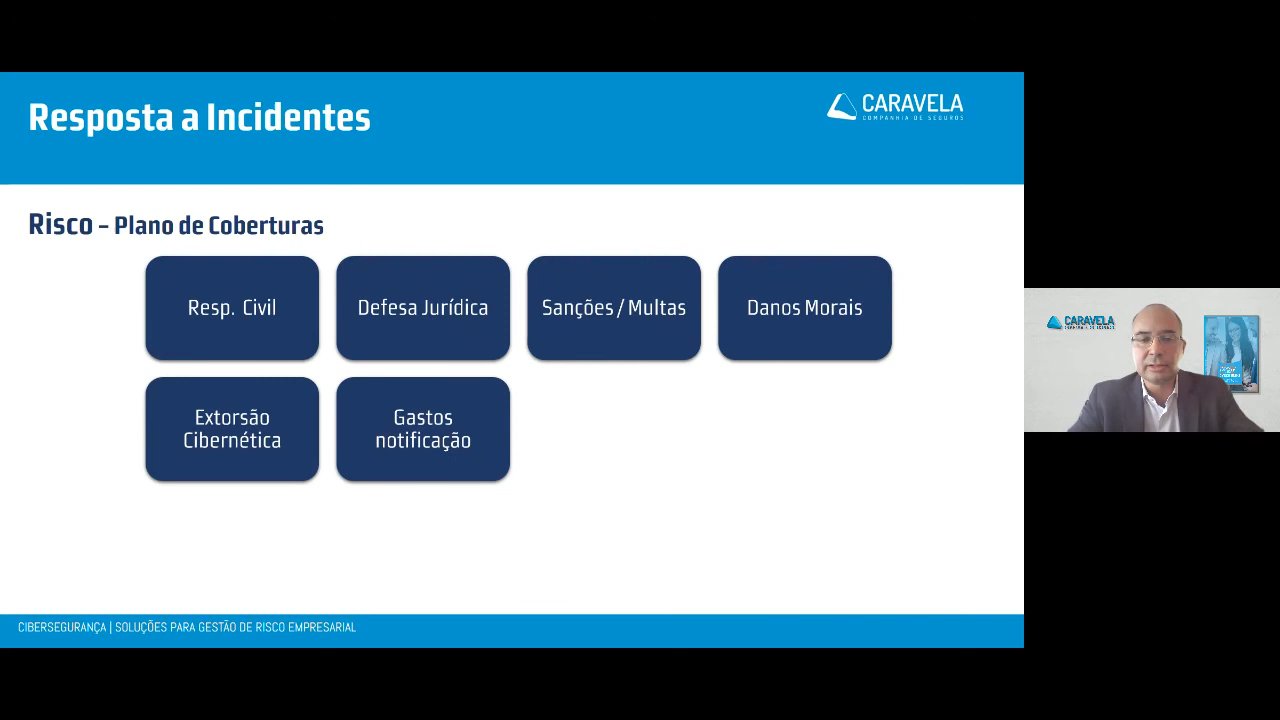 Resposta a Incidentes
CARAVELA
COMPANHIA DE SEGUROS
Risco – Plano de Coberturas
Resp. Civil
Defesa Jurídica
Sanções / Multas
Danos Morais
Extorsão
Cibernética
Gastos
notificação
CARAVELA
CIBERSEGURANÇA | SOLUÇÕES PARA GESTÃO DE RISCO EMPRESARIAL